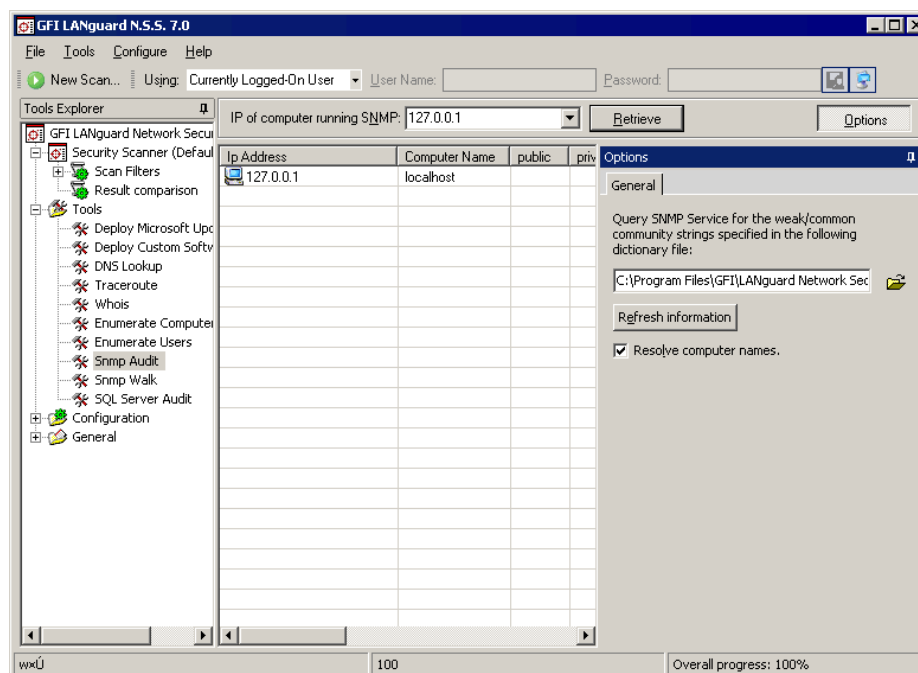 GFI LANguard N.S.S. 7.0
File Tools Configure Help
New Scan... Using: Currently Logged-On User User Name: Password:
Tools Explorer
IP of computer running SNMP: 127.0.0.1 Retrieve Options
GFI LANguard Network Secur
Security Scanner (Defaul
Scan Filters
Result comparison
Tools
Deploy Microsoft Upd
Deploy Custom Softw
DNS Lookup
Traceroute
Whois
Enumerate Computer
Enumerate Users
Snmp Audit
Snmp Walk
SQL Server Audit
Configuration
General
Ip Address Computer Name public priv
127.0.0.1 localhost
Options
General
Query SNMP Service for the weak/common
community strings specified in the following
dictionary file:
C:\Program Files\GFI\LANguard Network Sec
Refresh information
Resolve computer names.
w×Ú 100 Overall progress: 100%